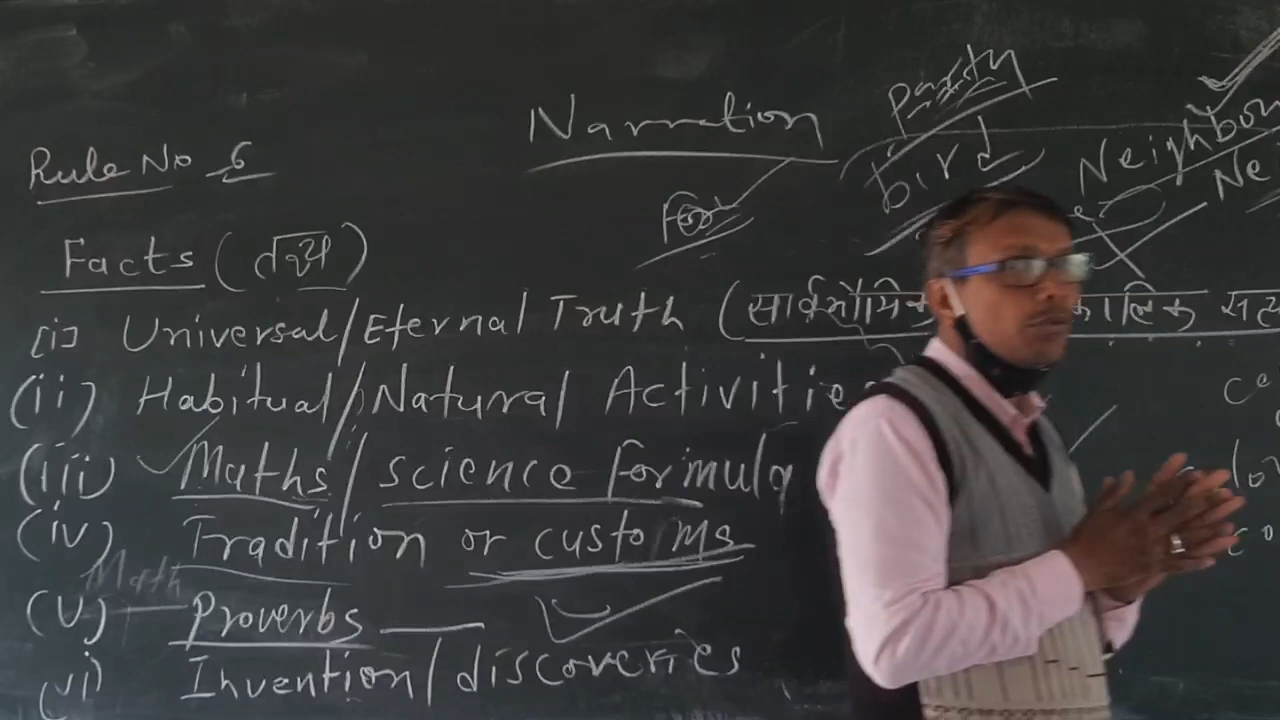 Narration
Party
bird
Neighbour
Ne
For
Rule No 6
Facts (तथ्य)
(i) Universal/Eternal Truth (सार्वभौमिक कालिक सत्य
(ii) Habitual/Natural Activities
(iii) Maths/science formula
(iv) Tradition or customs
Math
(v) Proverbs
(vi) Invention/discoveries